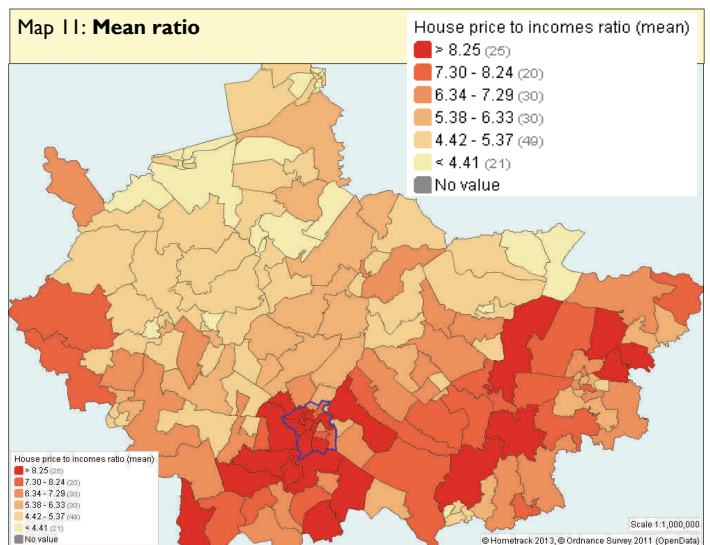 Map 11: Mean ratio
House price to incomes ratio (mean)
> 8.25 (25)
7.30 - 8.24 (20)
6.34 - 7.29 (30)
5.38 - 6.33 (30)
4.42 - 5.37 (49)
< 4.41 (21)
No value
House price to incomes ratio (mean)
> 8.25 (25)
7.30 - 8.24 (20)
6.34 - 7.29 (30)
5.38 - 6.33 (30)
4.42 - 5.37 (49)
< 4.41 (21)
No value
Scale 1:1,000,000
© Hometrack 2013, © Ordnance Survey 2011 (OpenData)